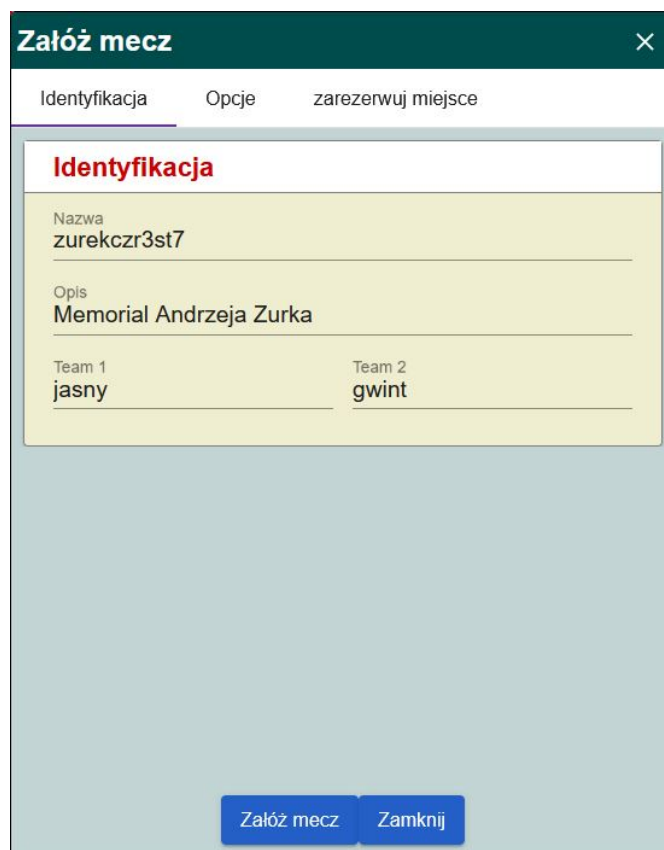 Załóż mecz
Identyfikacja Opcje zarezerwuj miejsce
Identyfikacja
Nazwa
zurekczr3st7
Opis
Memorial Andrzeja Zurka
Team 1 Team 2
jasny gwint
Załóż mecz Zamknij